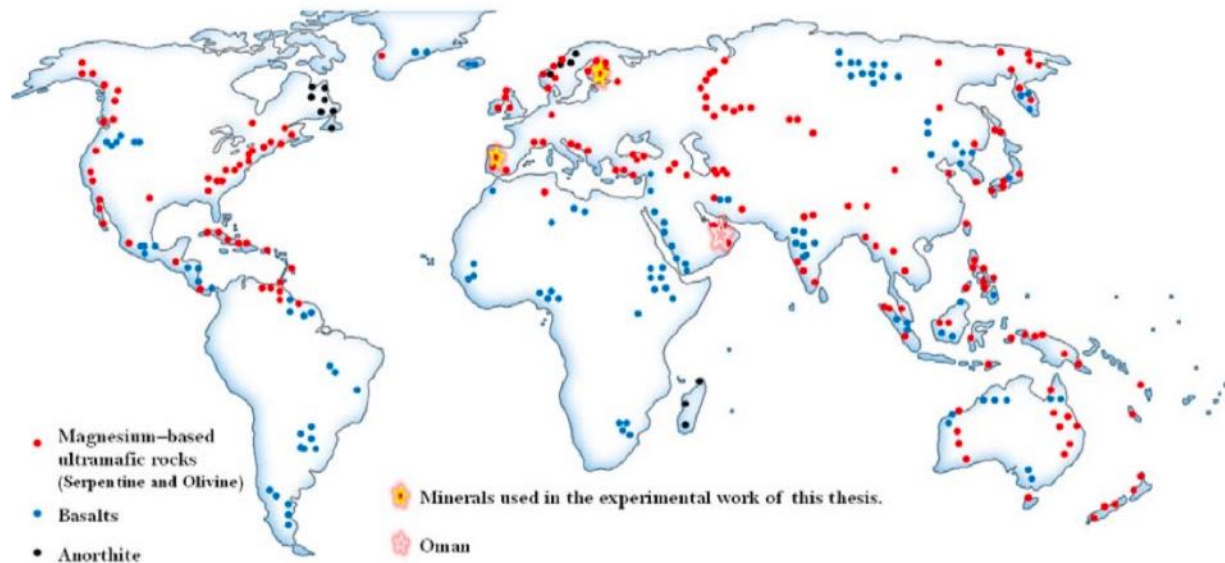 Magnesium–based
ultramafic rocks
(Serpentine and Olivine)
Basalts
Anorthite
Minerals used in the experimental work of this thesis.
Oman